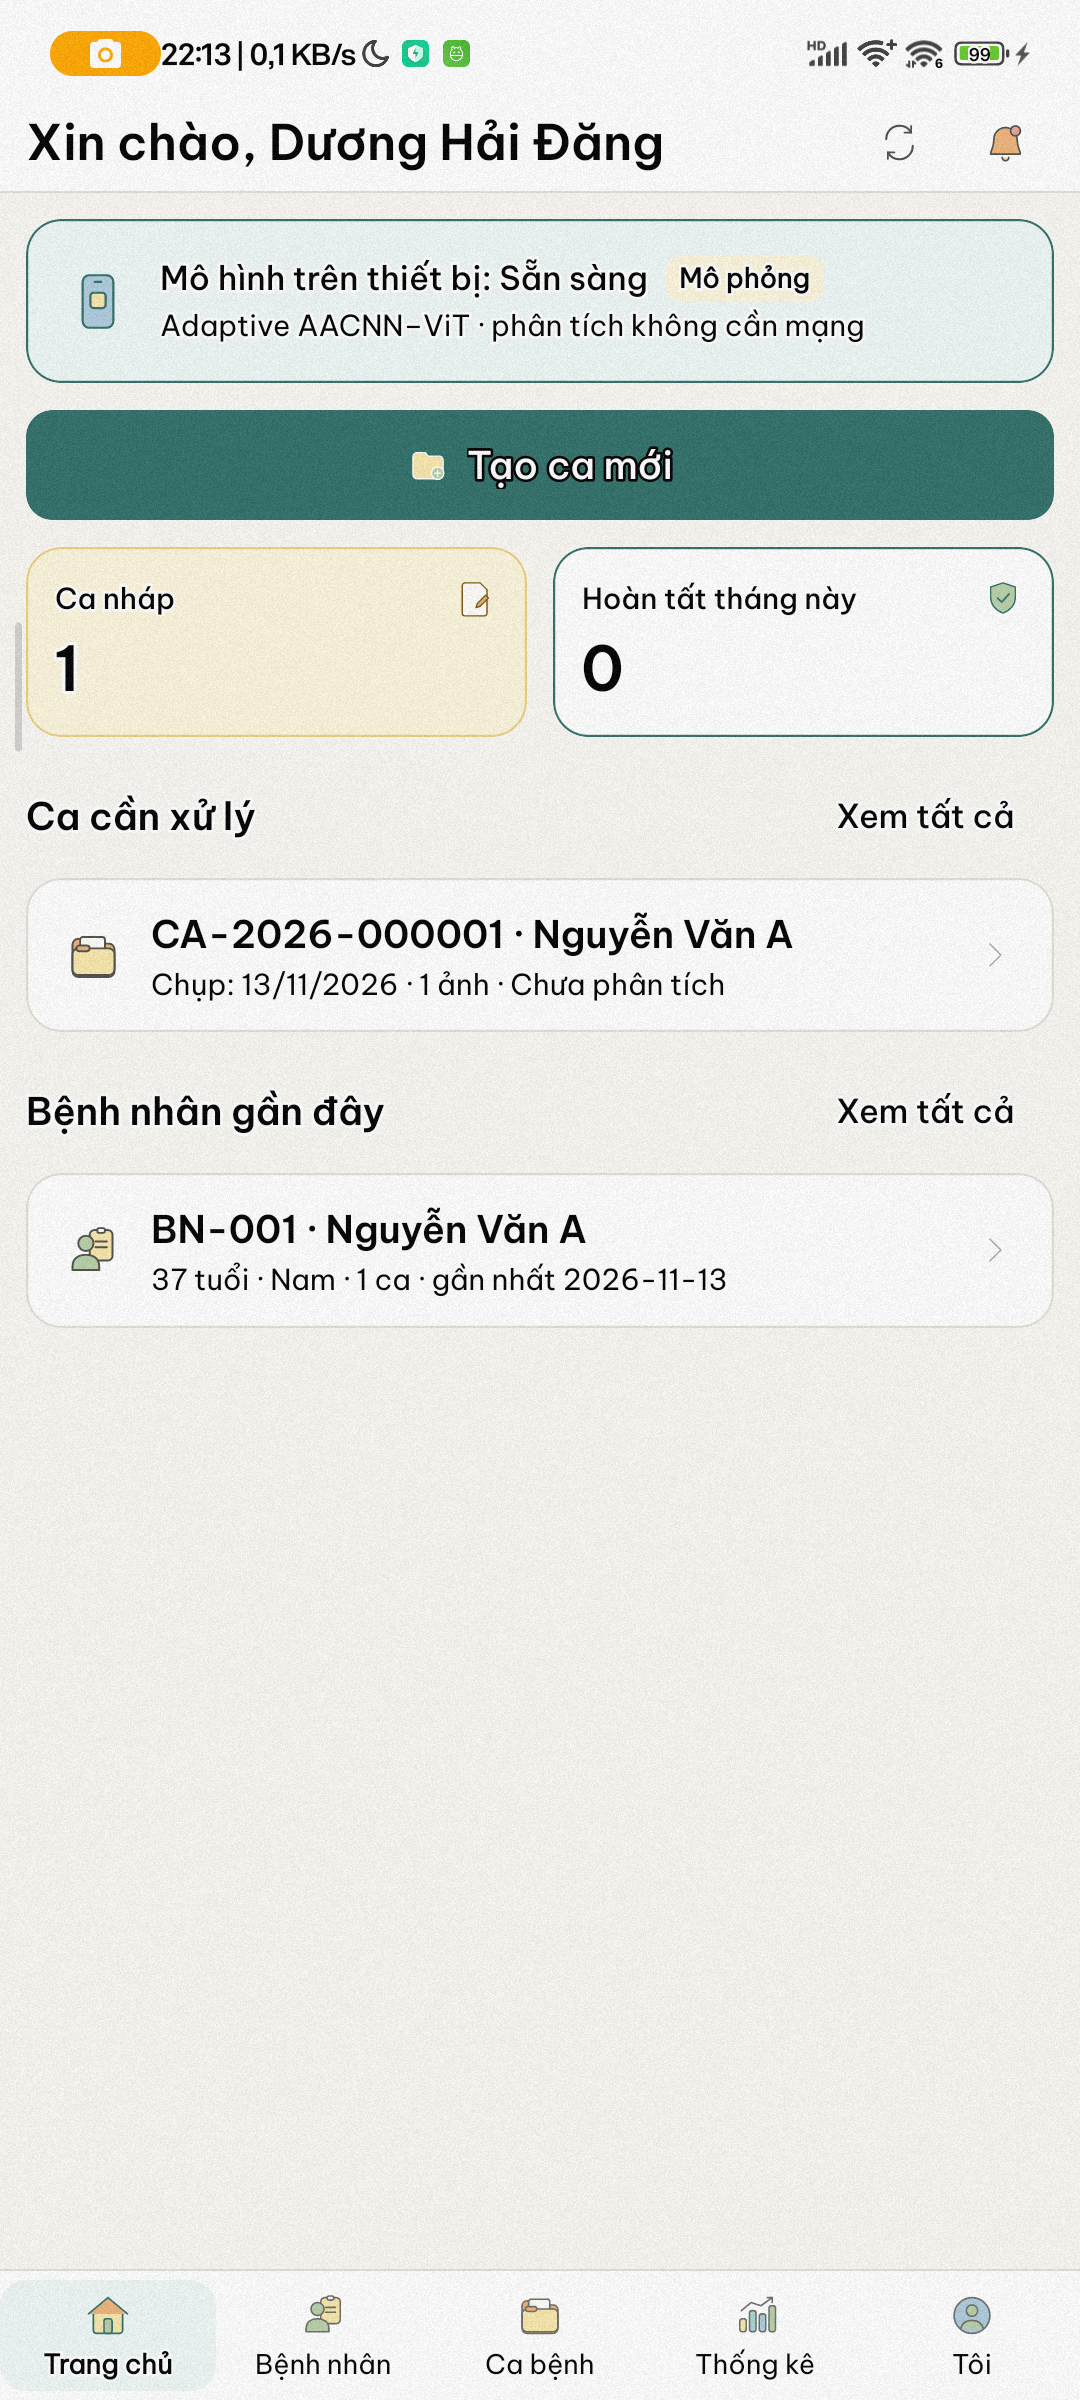 22:13 | 0,1 KB/s
HD
6
99
Xin chào, Dương Hải Đăng
Mô hình trên thiết bị: Sẵn sàng Mô phỏng
Adaptive AACNN-ViT · phân tích không cần mạng
Tạo ca mới
Ca nháp
1
Hoàn tất tháng này
0
Ca cần xử lý Xem tất cả
CA-2026-000001 · Nguyễn Văn A
Chụp: 13/11/2026 · 1 ảnh · Chưa phân tích
Bệnh nhân gần đây Xem tất cả
BN-001 · Nguyễn Văn A
37 tuổi · Nam · 1 ca · gần nhất 2026-11-13
Trang chủ Bệnh nhân Ca bệnh Thống kê Tôi